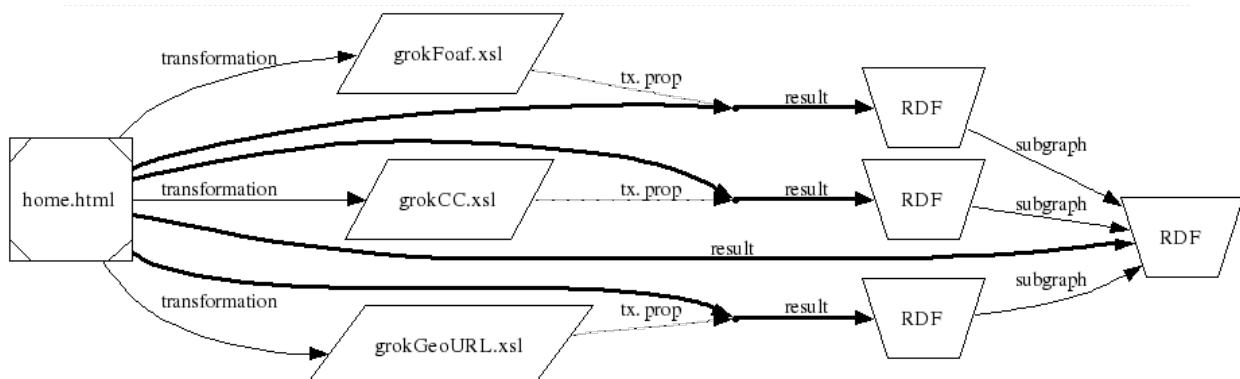 transformation
grokFoaf.xsl
tx. prop
result
RDF
subgraph
home.html
transformation
grokCC.xsl
tx. prop
result
RDF
subgraph
RDF
result
transformation
grokGeoURL.xsl
tx. prop
result
RDF
subgraph